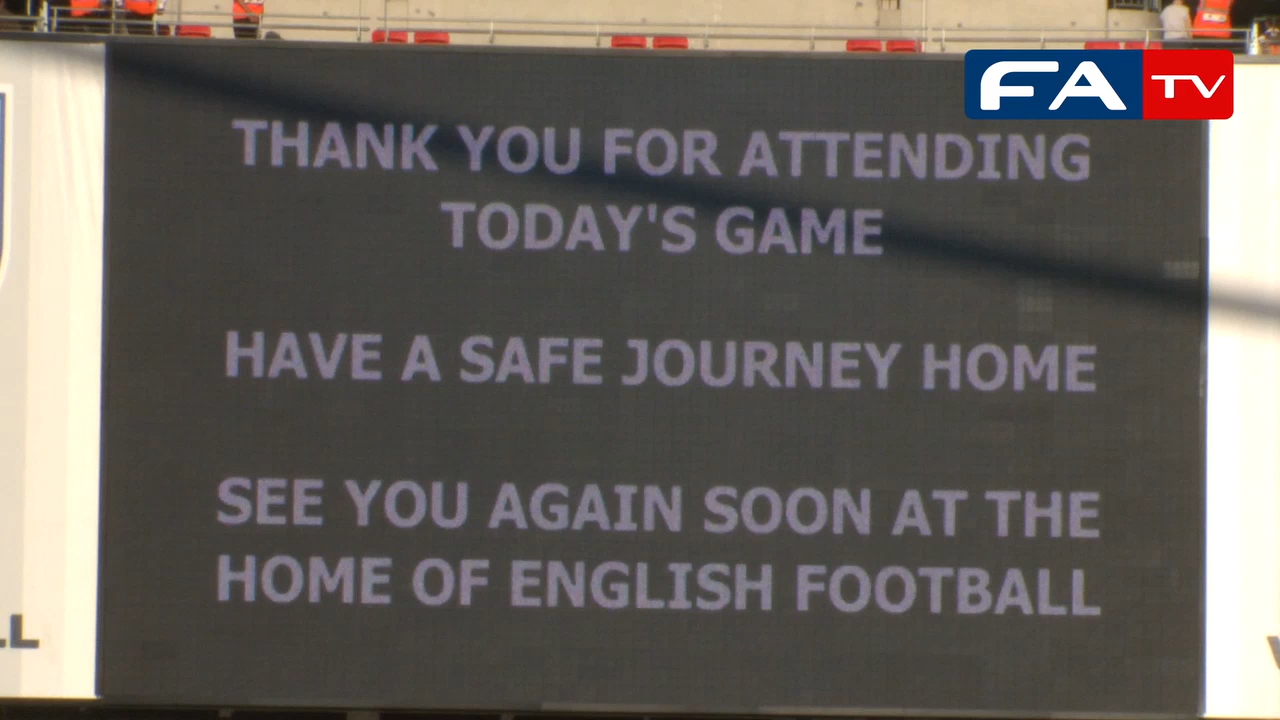 FA TV
THANK YOU FOR ATTENDING
TODAY'S GAME
HAVE A SAFE JOURNEY HOME
SEE YOU AGAIN SOON AT THE
HOME OF ENGLISH FOOTBALL